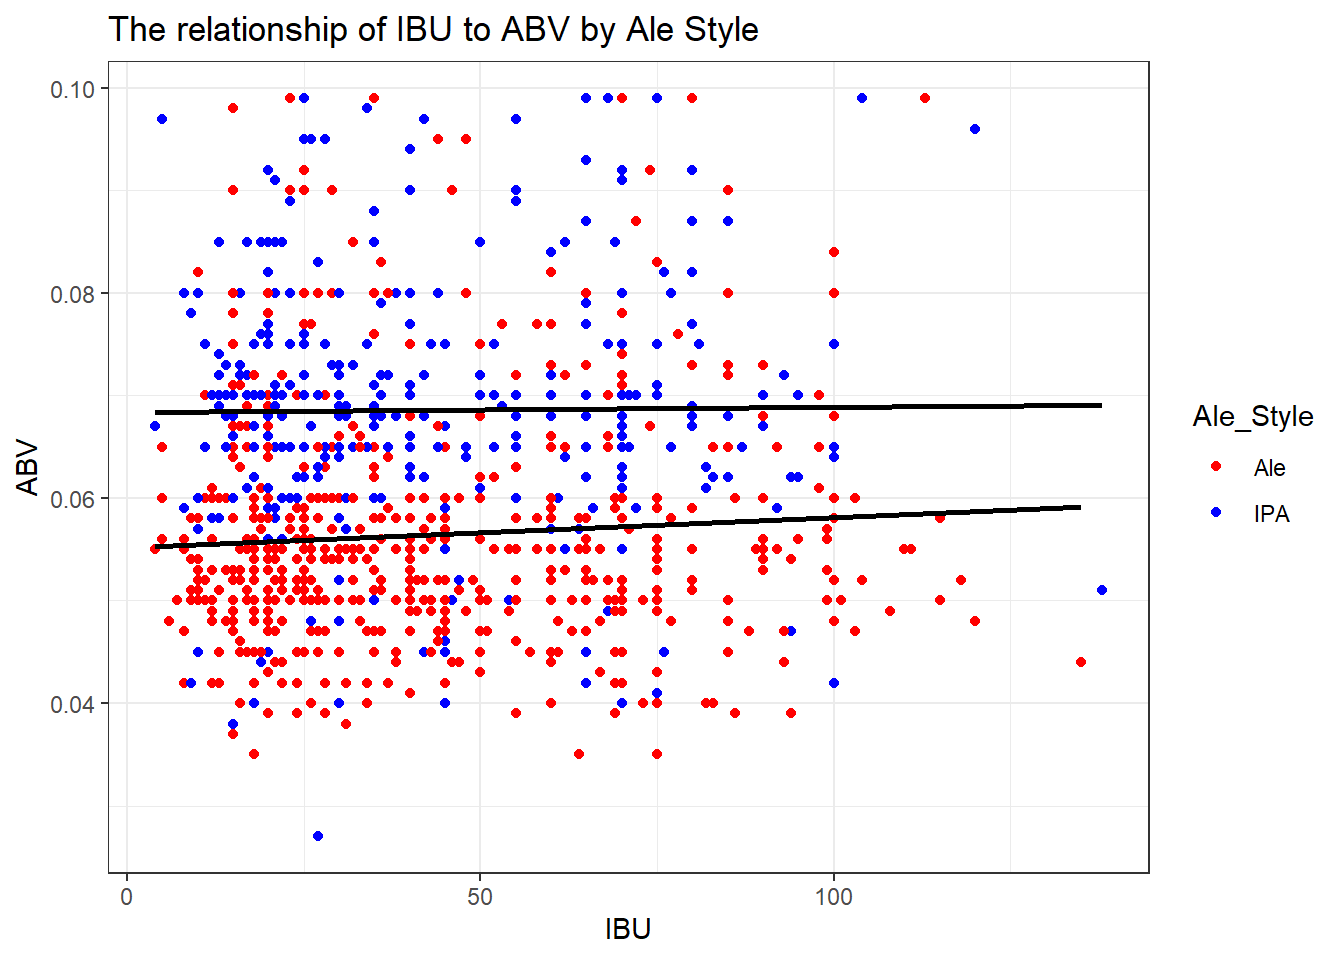 The relationship of IBU to ABV by Ale Style
0.10
0.08
0.06
0.04
ABV
0
50
100
IBU
Ale_Style
Ale
IPA